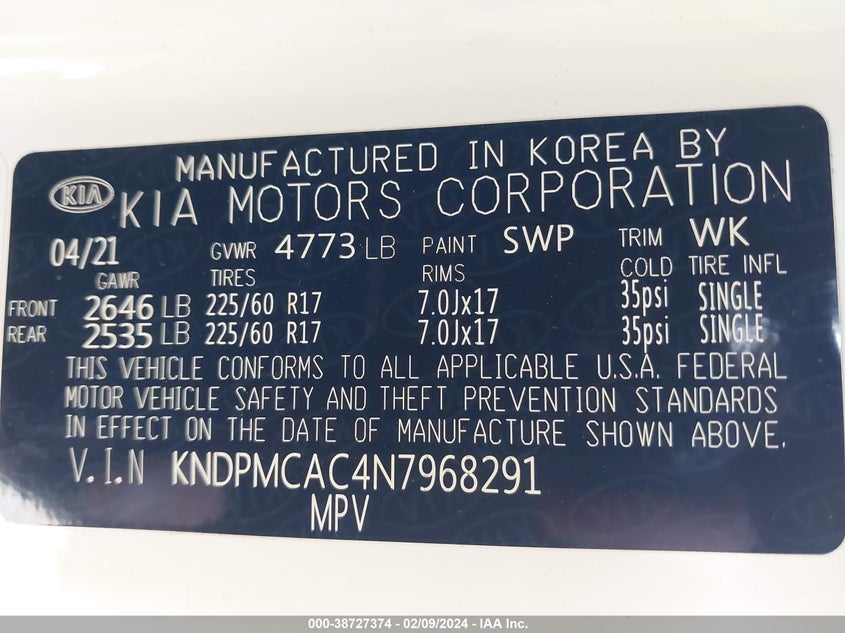 MANUFACTURED IN KOREA BY
KIA KIA MOTORS CORPORATION
04/21 GVWR 4773 LB PAINT SWP TRIM WK
GAWR TIRES RIMS COLD TIRE INFL
FRONT 2646 LB 225/60 R17 7.0Jx17 35psi SINGLE
REAR 2535 LB 225/60 R17 7.0Jx17 35psi SINGLE
THIS VEHICLE CONFORMS TO ALL APPLICABLE U.S.A. FEDERAL
MOTOR VEHICLE SAFETY AND THEFT PREVENTION STANDARDS
IN EFFECT ON THE DATE OF MANUFACTURE SHOWN ABOVE.
V.I.N KNDPMCAC4N7968291
MPV
000-38727374 - 02/09/2024 - IAA Inc.